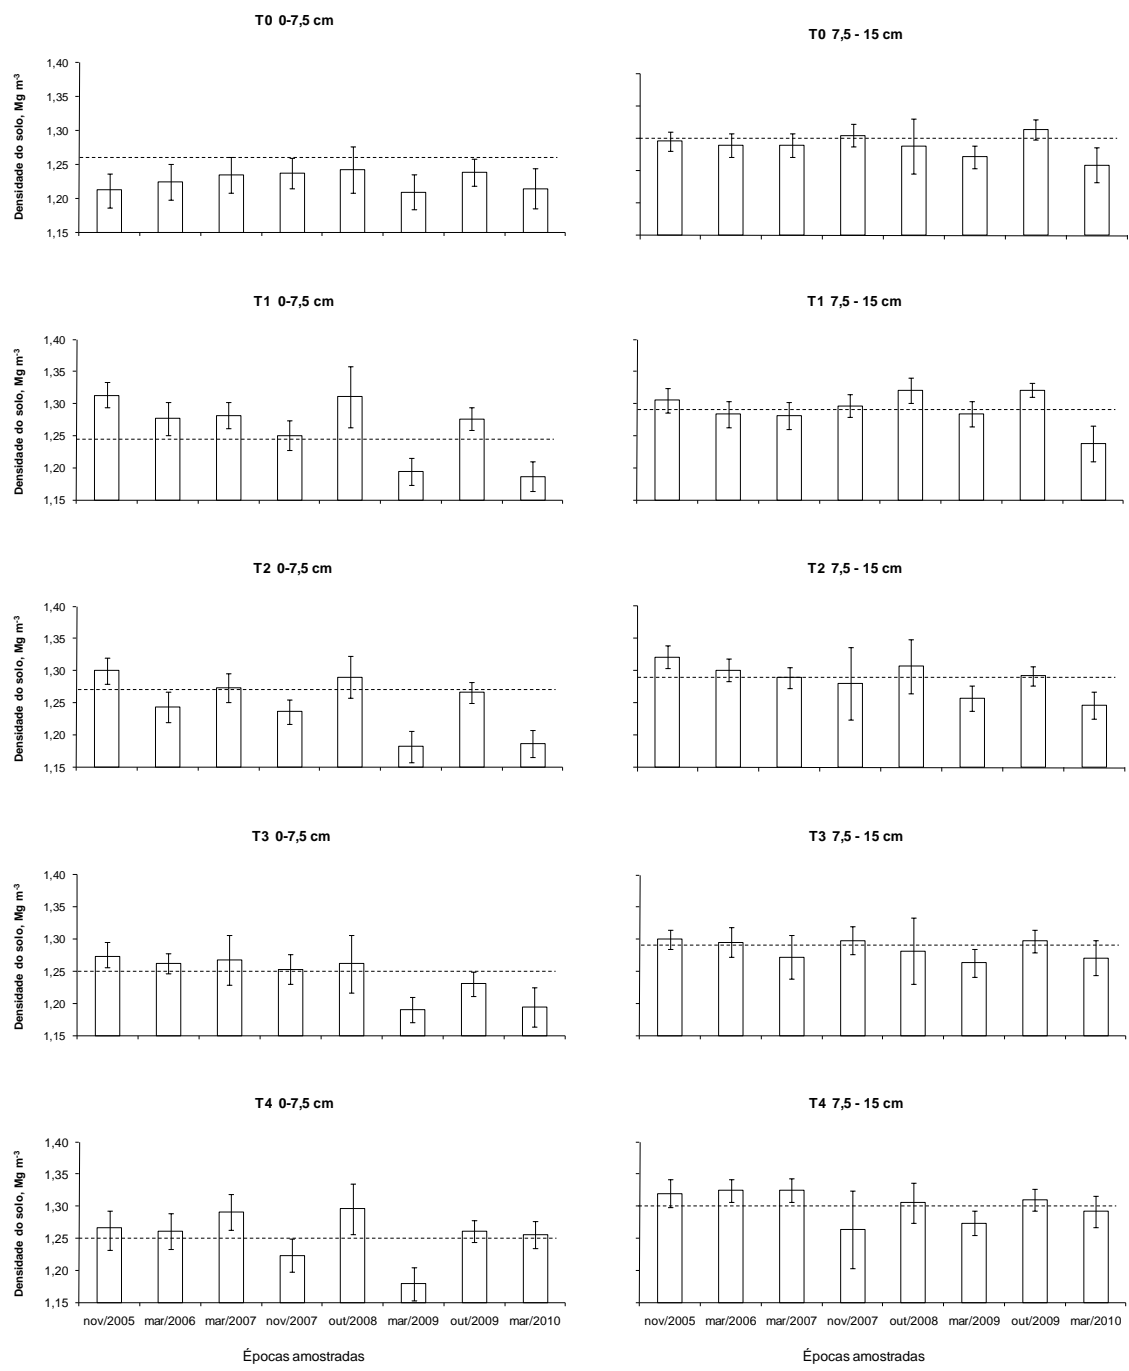 T0 0-7,5 cm
T0 7,5 - 15 cm
Densidade do solo, Mg m-3
1,40
1,35
1,30
1,25
1,20
1,15
T1 0-7,5 cm
T1 7,5 - 15 cm
Densidade do solo, Mg m-3
1,40
1,35
1,30
1,25
1,20
1,15
T2 0-7,5 cm
T2 7,5 - 15 cm
Densidade do solo, Mg m-3
1,40
1,35
1,30
1,25
1,20
1,15
T3 0-7,5 cm
T3 7,5 - 15 cm
Densidade do solo, Mg m-3
1,40
1,35
1,30
1,25
1,20
1,15
T4 0-7,5 cm
T4 7,5 - 15 cm
Densidade do solo, Mg m-3
1,40
1,35
1,30
1,25
1,20
1,15
nov/2005 mar/2006 mar/2007 nov/2007 out/2008 mar/2009 out/2009 mar/2010
nov/2005 mar/2006 mar/2007 nov/2007 out/2008 mar/2009 out/2009 mar/2010
Épocas amostradas
Épocas amostradas